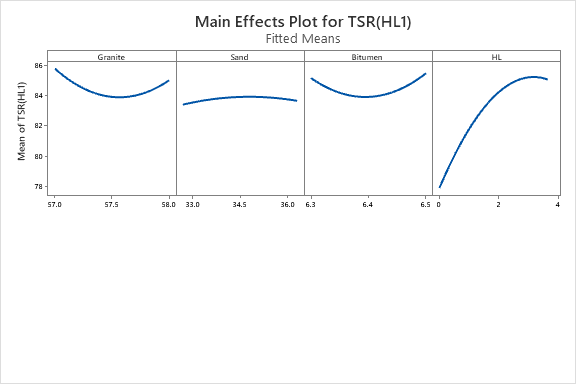 Main Effects Plot for TSR(HL1)
Fitted Means
Granite Sand Bitumen HL
Mean of TSR(HL1)
86
84
82
80
78
57.0 57.5 58.0 33.0 34.5 36.0 6.3 6.4 6.5 0 2 4